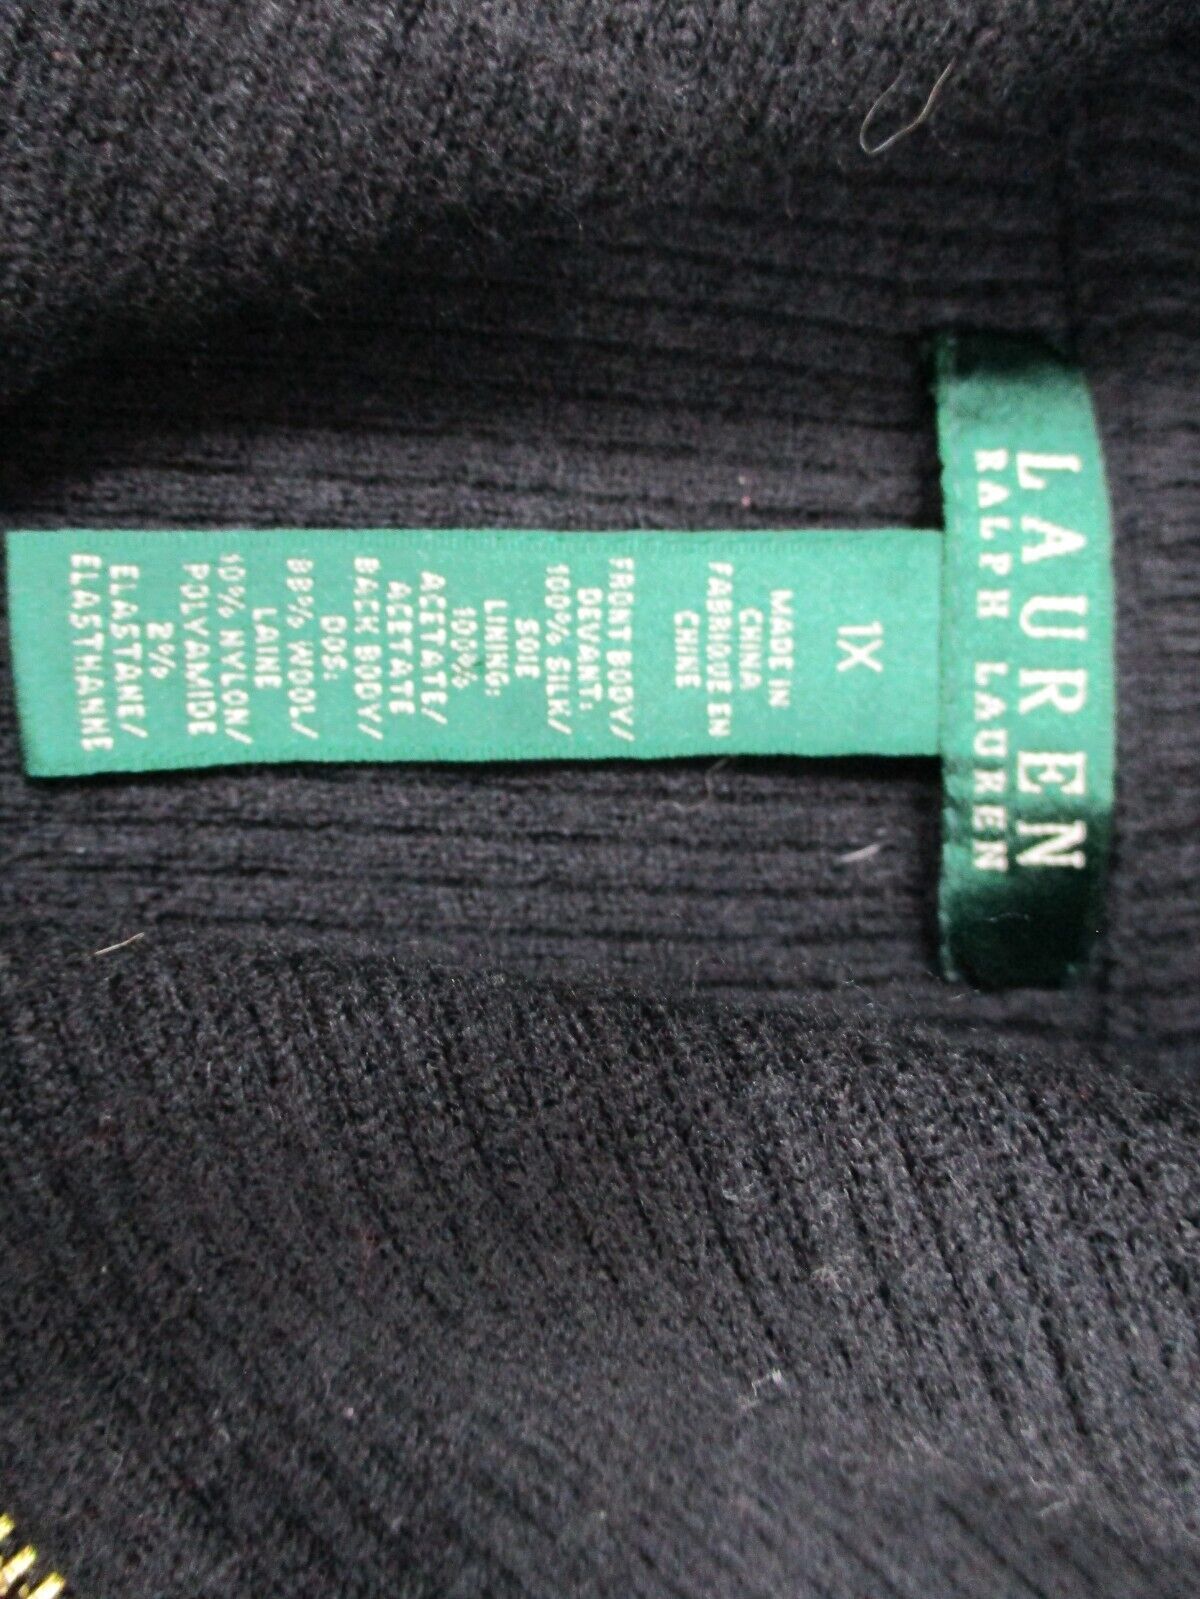 LAUREN
RALPH LAUREN
1X
MADE IN
CHINA
FABRIQUE EN
CHINE
FRONT BODY/
DEVANT:
100% SILK/
SOIE
LINING:
100%
ACETATE/
ACETATE
BACK BODY/
DOS:
88% WOOL/
LAINE
10% NYLON/
POLYAMIDE
2%
ELASTANE/
ELASTHANNE